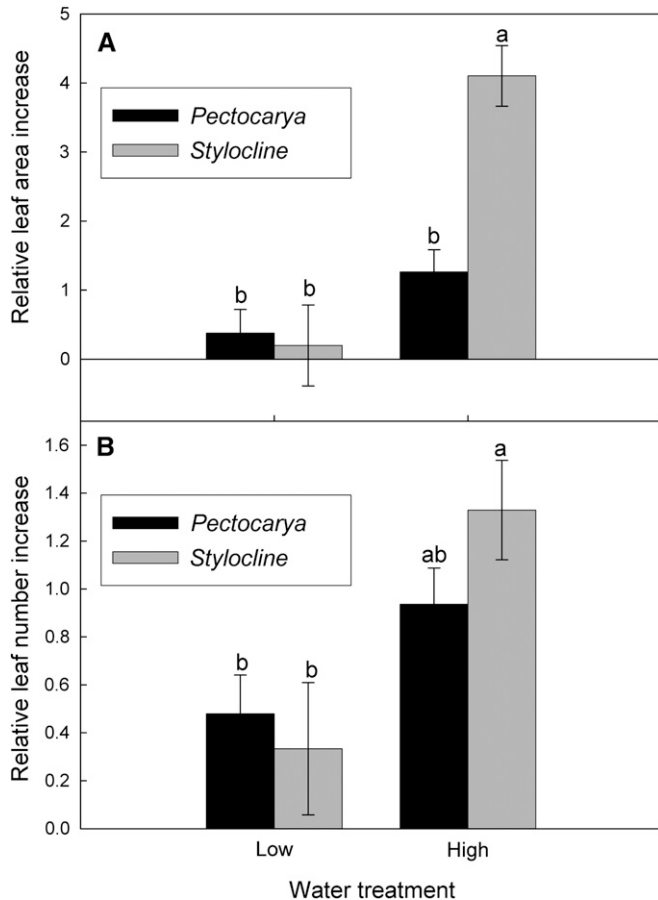 A
Relative leaf area increase
5
4
3
2
1
0
Pectocarya
Stylocline
b
b
b
a
B
Relative leaf number increase
1.6
1.4
1.2
1.0
0.8
0.6
0.4
0.2
0.0
Pectocarya
Stylocline
b
b
ab
a
Low
High
Water treatment